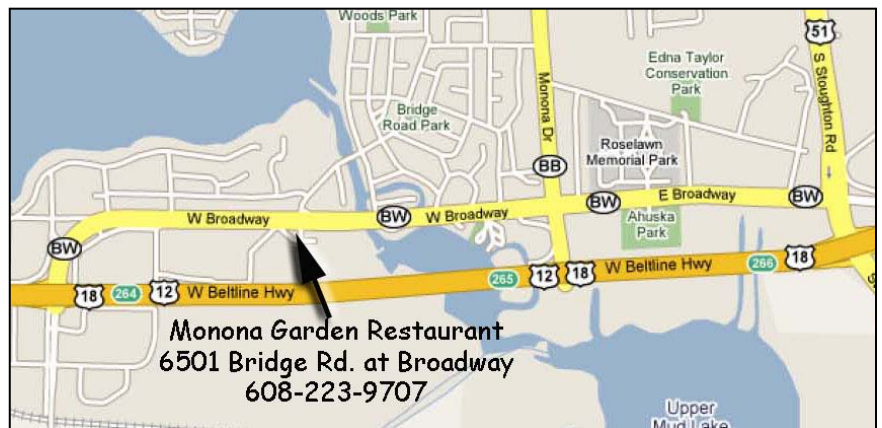 Woods Park
51
Edna Taylor
Conservation
Park
S Stoughton Rd
Monona Dr
Bridge
Road Park
Roselawn
Memorial Park
BB
E Broadway
BW
BW
W Broadway
BW
W Broadway
BW
Ahuska
Park
W Beltline Hwy
266
18
265
12
18
18
264
12
W Beltline Hwy
Monona Garden Restaurant
6501 Bridge Rd. at Broadway
608-223-9707
Upper
Mud Lake